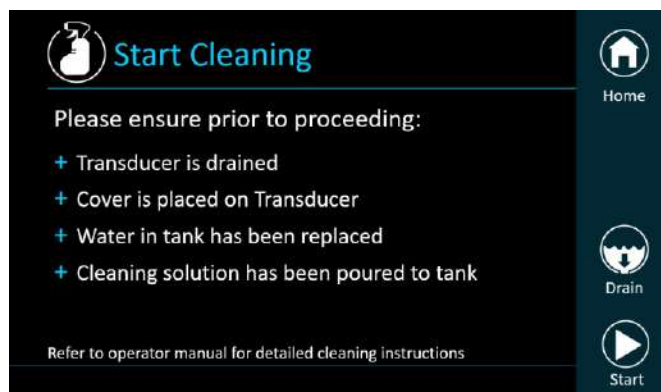 Start Cleaning
Home
Please ensure prior to proceeding:
+ Transducer is drained
+ Cover is placed on Transducer
+ Water in tank has been replaced
+ Cleaning solution has been poured to tank
Drain
Refer to operator manual for detailed cleaning instructions
Start